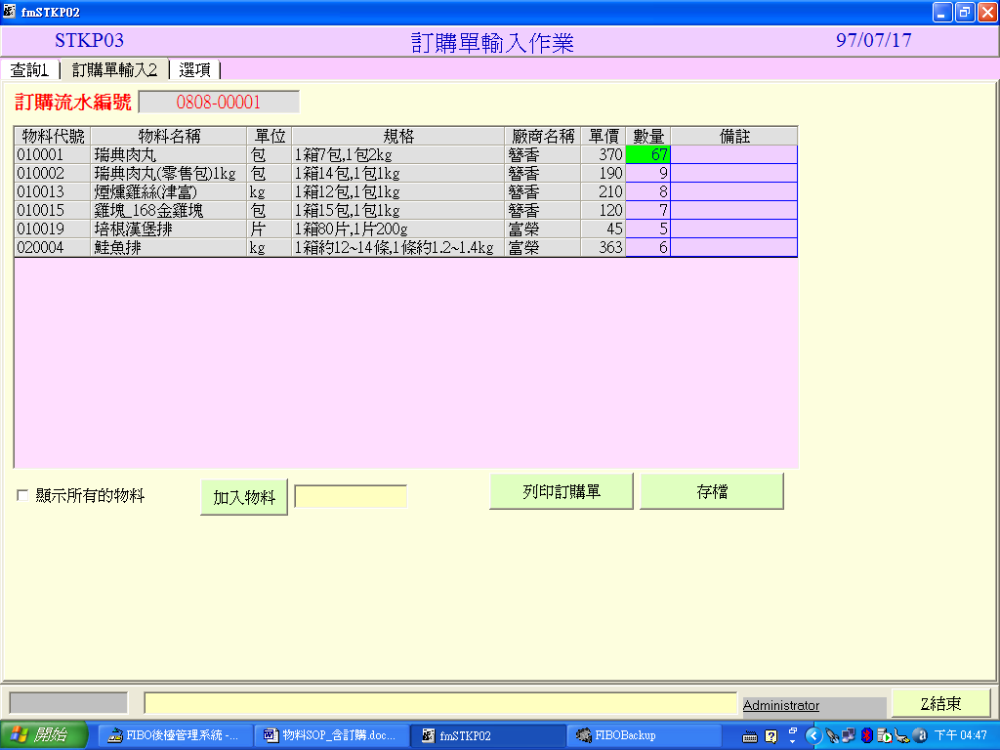 fmSTKP02
STKP03 訂購單輸入作業 97/07/17
查詢1 訂購單輸入2 選項
訂購流水編號 0808-00001
物料代號 物料名稱 單位 規格 廠商名稱 單價 數量 備註
010001 瑞典肉丸 包 1箱7包,1包2kg 馨香 370 67
010002 瑞典肉丸(零售包)1kg 包 1箱14包,1包1kg 馨香 190 9
010013 煙燻雞絲(津富) kg 1箱12包,1包1kg 馨香 210 8
010015 雞塊_168金雞塊 包 1箱15包,1包1kg 馨香 120 7
010019 培根漢堡排 片 1箱80片,1片200g 富榮 45 5
020004 鮭魚排 kg 1箱約12~14條,1條約1.2~1.4kg 富榮 363 6
顯示所有的物料 加入物料 列印訂購單 存檔
Administrator Z結束
開始 FIBO後檯管理系統 -... 物料SOP_含訂購.doc... fmSTKP02 FIBOBackup 下午 04:47